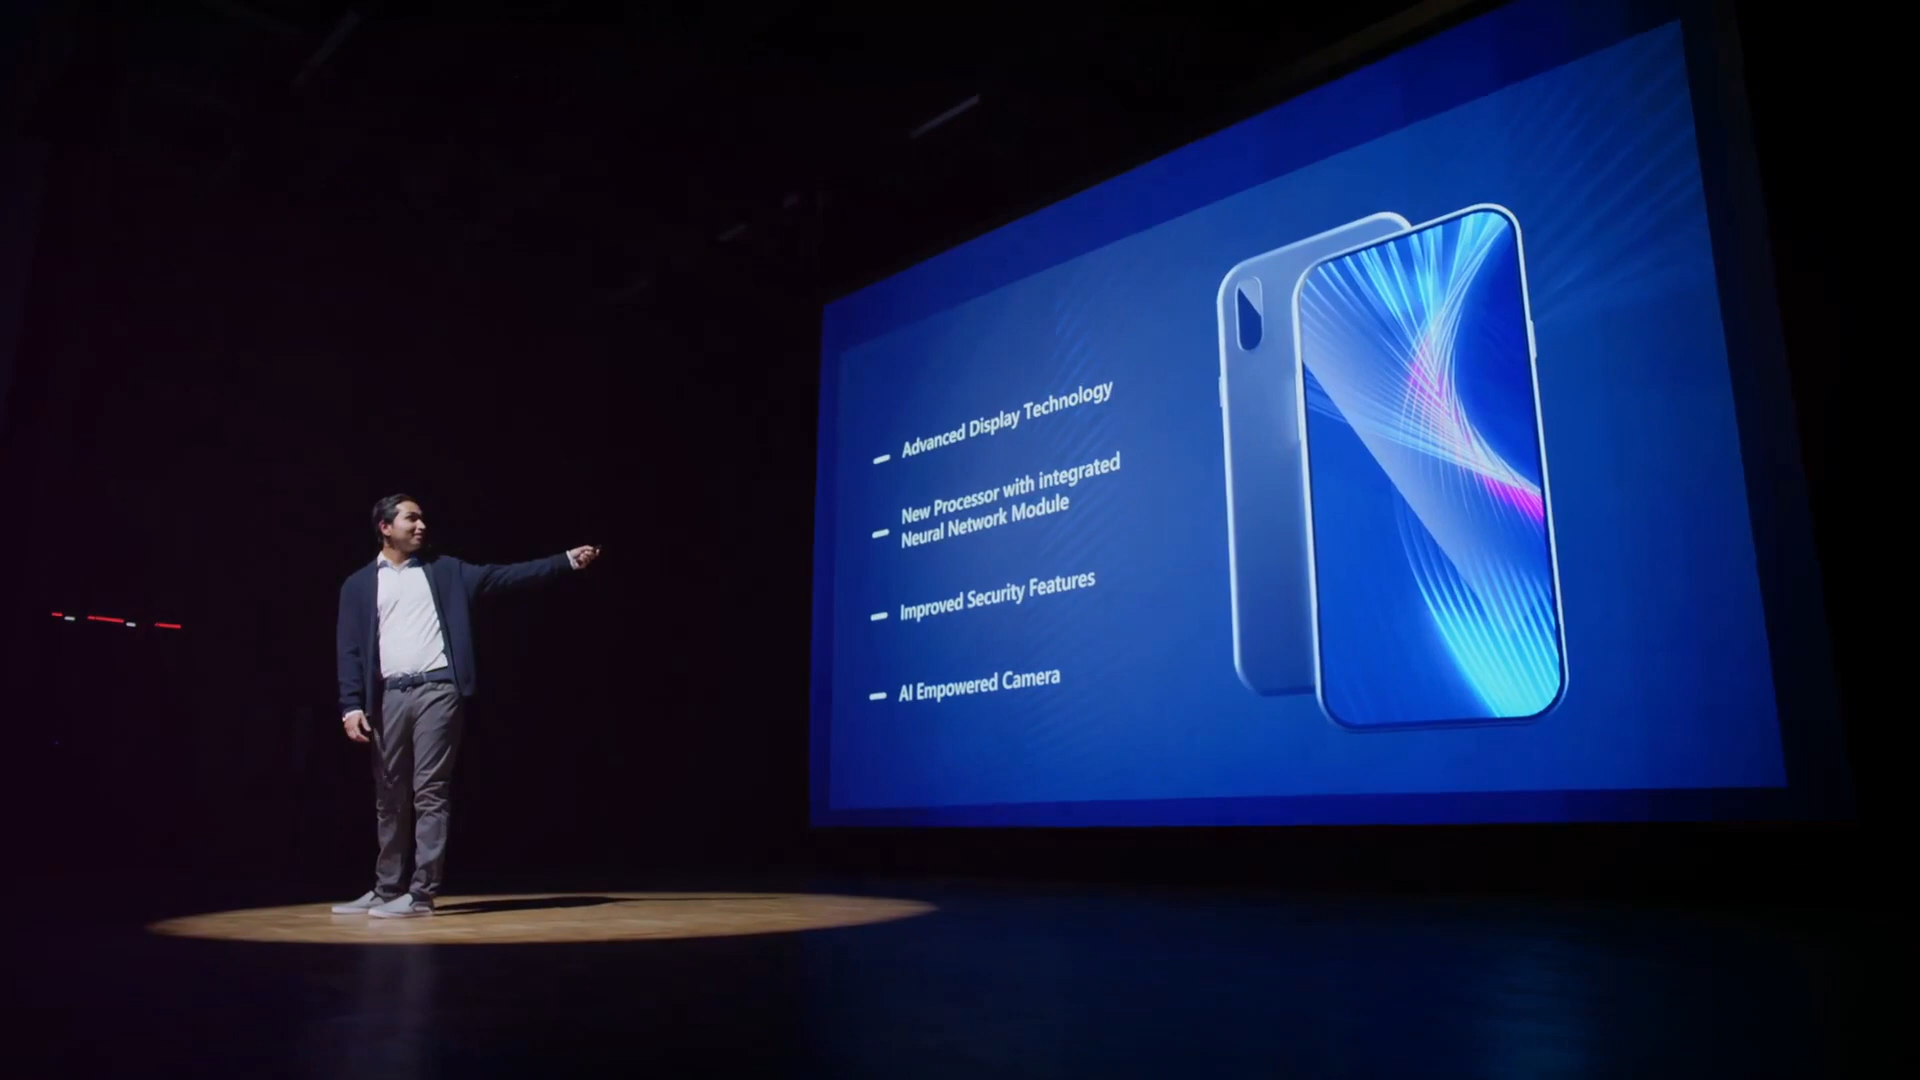 Advanced Display Technology
New Processor with integrated
Neural Network Module
Improved Security Features
AI Empowered Camera